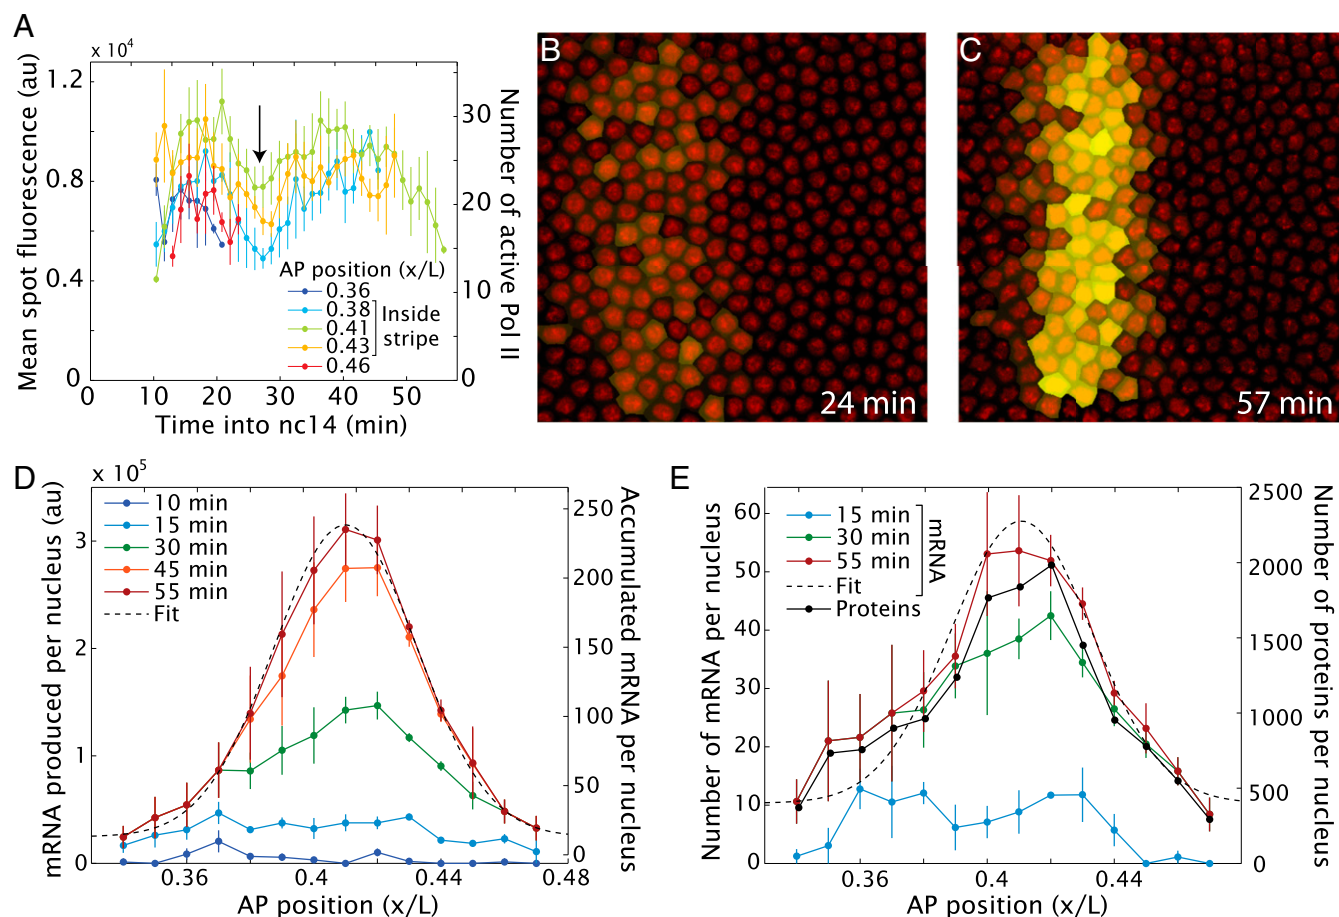 A
x 10⁴
1.2
0.8
0.4
0
Mean spot fluorescence (au)
30
20
10
0
Number of active Pol II
AP position (x/L)
0.36
0.38
0.41
0.43
0.46
Inside
stripe
0 10 20 30 40 50
Time into nc14 (min)
B
24 min
C
57 min
D
x 10⁵
3
2
1
0
mRNA produced per nucleus (au)
10 min
15 min
30 min
45 min
55 min
Fit
250
200
150
100
50
0
Accumulated mRNA per nucleus
0.36 0.4 0.44 0.48
AP position (x/L)
E
60
50
40
30
20
10
0
Number of mRNA per nucleus
15 min
30 min
55 min
Fit
Proteins
mRNA
2500
2000
1500
1000
500
0
Number of proteins per nucleus
0.36 0.4 0.44
AP position (x/L)